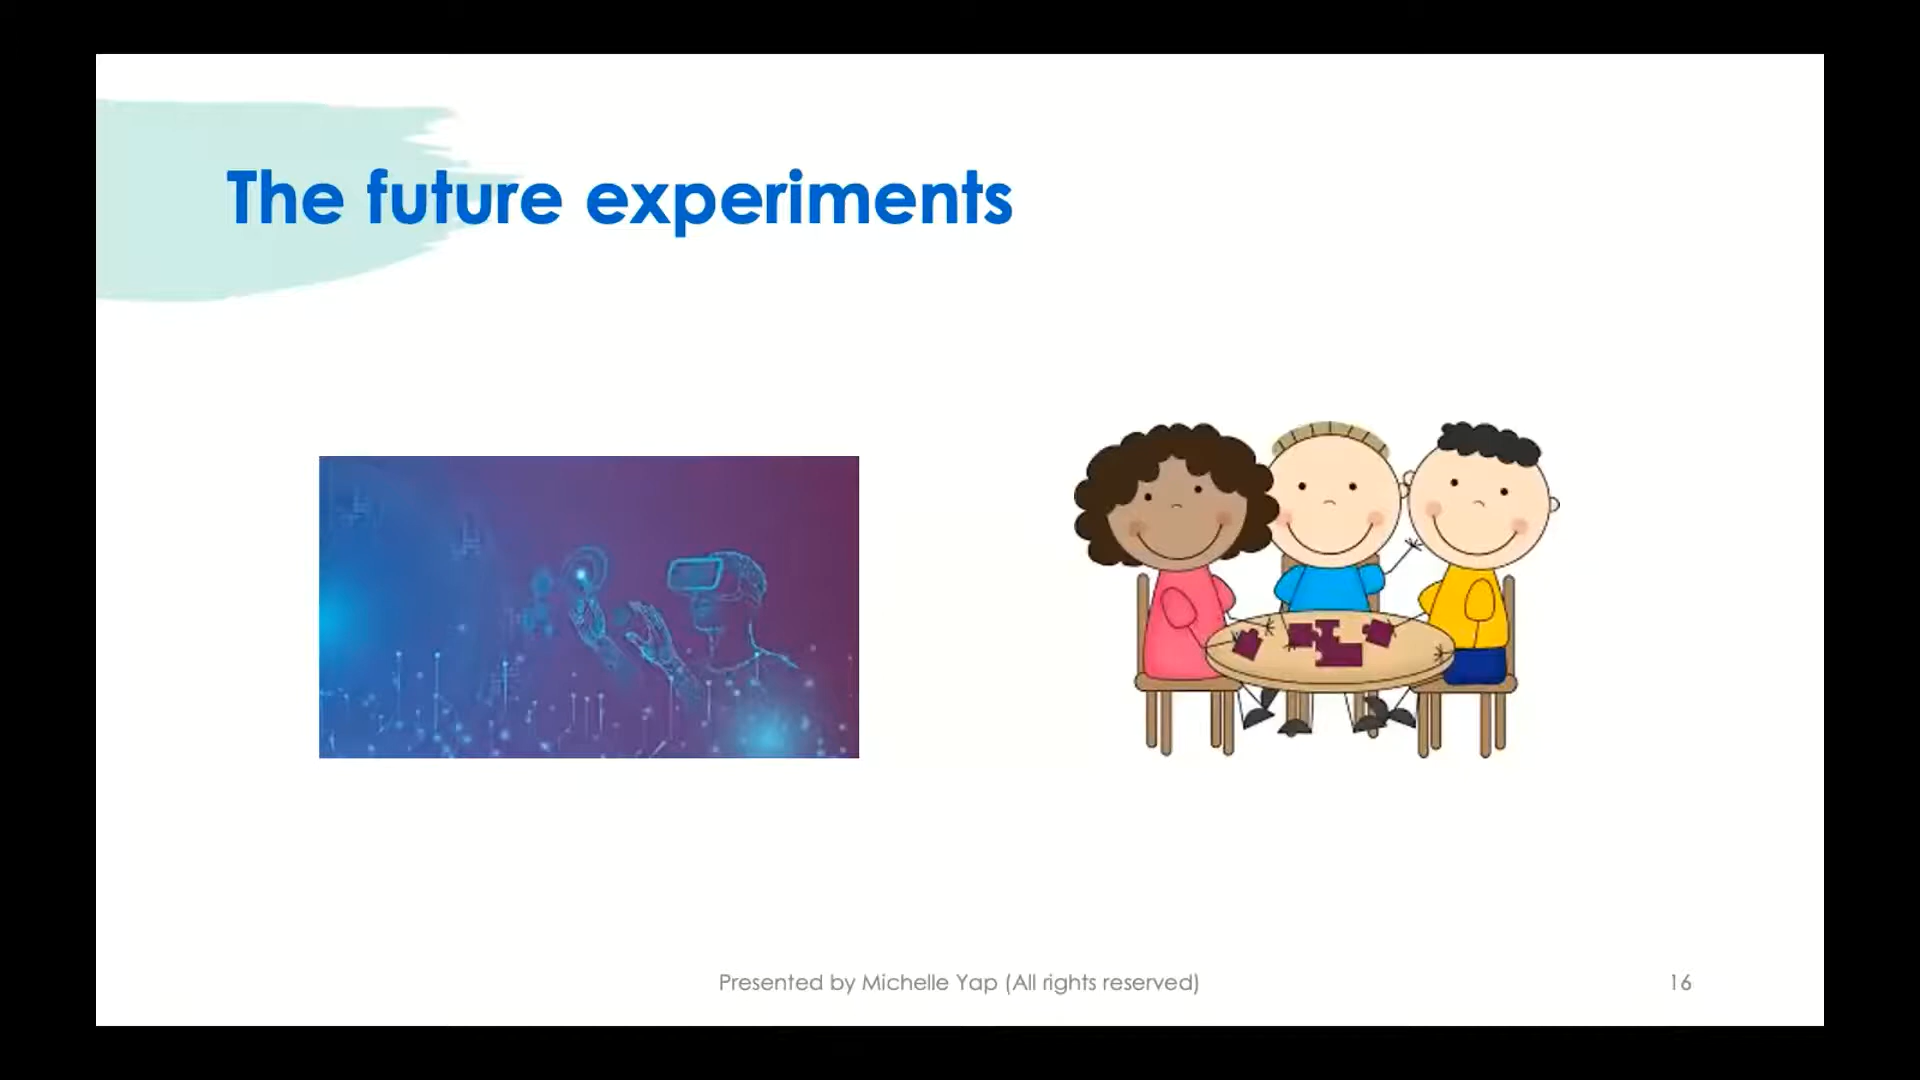 The future experiments
Presented by Michelle Yap (All rights reserved)
16